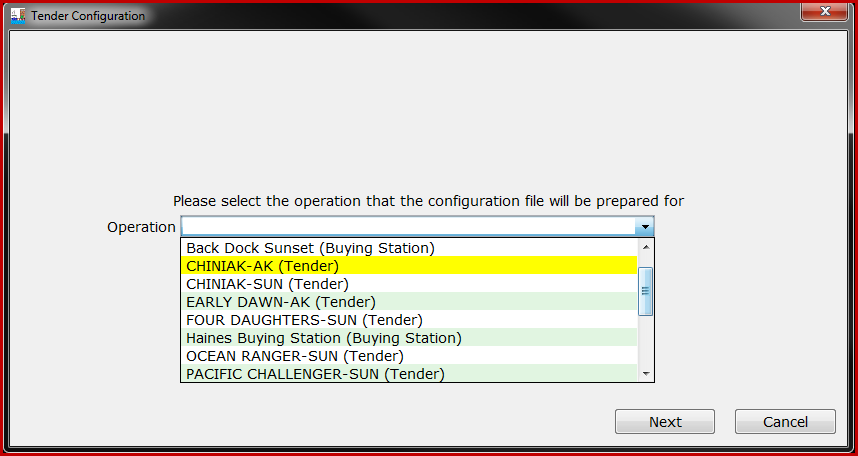 Tender Configuration
Please select the operation that the configuration file will be prepared for
Operation
Back Dock Sunset (Buying Station)
CHINIAK-AK (Tender)
CHINIAK-SUN (Tender)
EARLY DAWN-AK (Tender)
FOUR DAUGHTERS-SUN (Tender)
Haines Buying Station (Buying Station)
OCEAN RANGER-SUN (Tender)
PACIFIC CHALLENGER-SUN (Tender)
Next Cancel